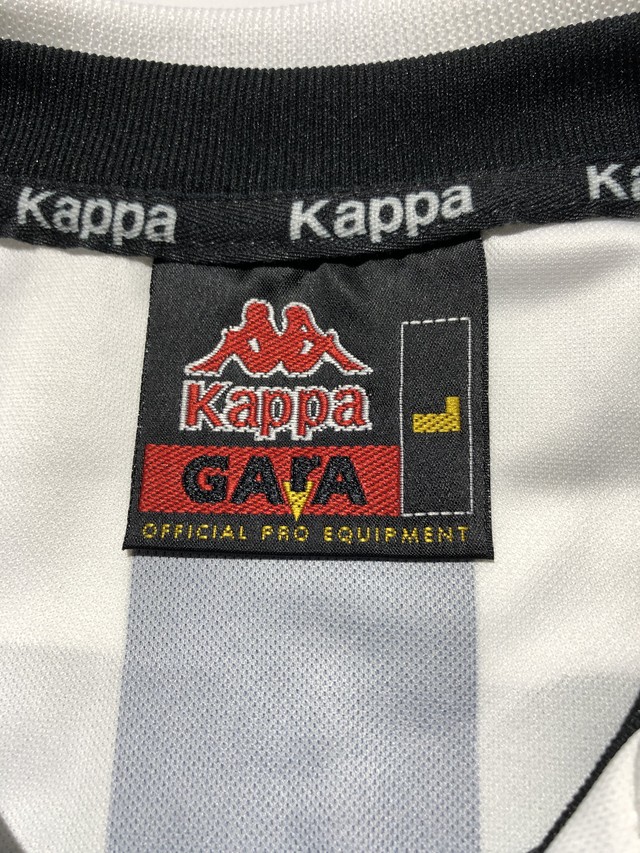 Kappa Kappa Ka
Kappa
L
GArA
OFFICIAL PRO EQUIPMENT